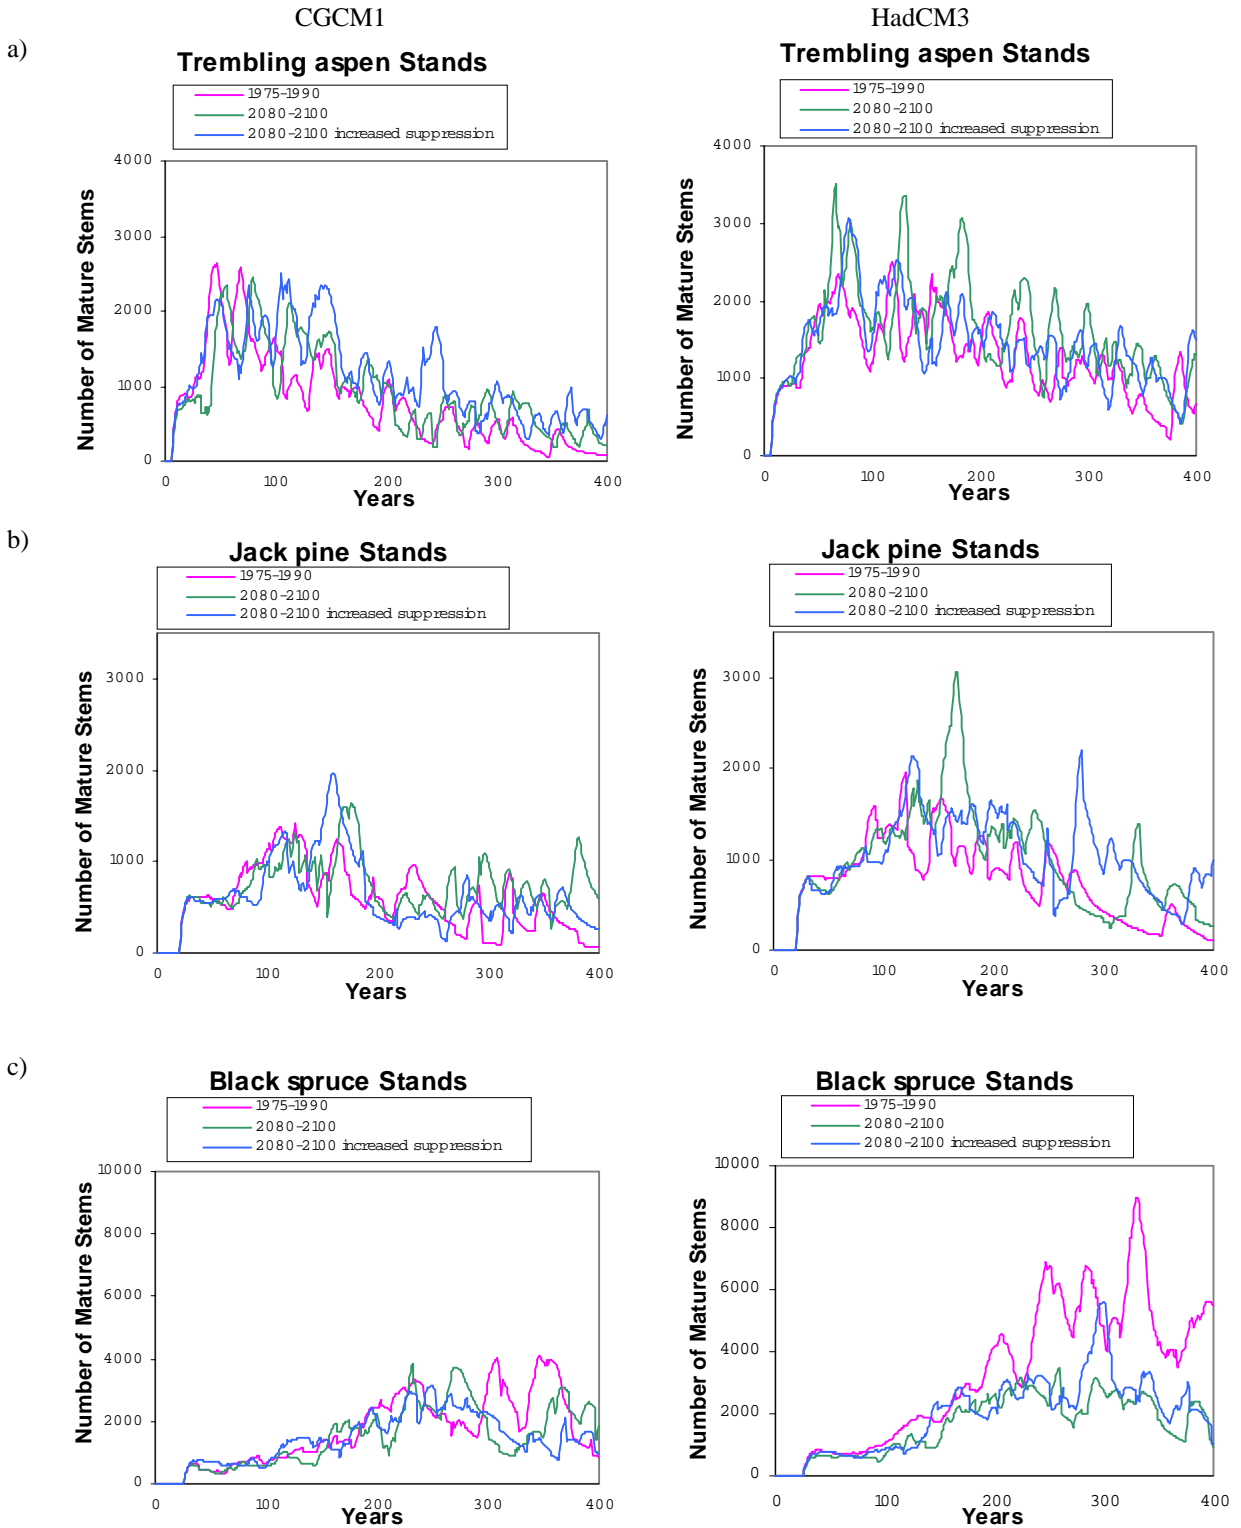 CGCM1
HadCM3
a)
Trembling aspen Stands
1975-1990
2080-2100
2080-2100 increased suppression
Number of Mature Stems
4000
3000
2000
1000
0
0 100 200 300 400
Years
Trembling aspen Stands
1975-1990
2080-2100
2080-2100 increased suppression
Number of Mature Stems
4000
3000
2000
1000
0
0 100 200 300 400
Years
b)
Jack pine Stands
1975-1990
2080-2100
2080-2100 increased suppression
Number of Mature Stems
3000
2000
1000
0
0 100 200 300 400
Years
Jack pine Stands
1975-1990
2080-2100
2080-2100 increased suppression
Number of Mature Stems
3000
2000
1000
0
0 100 200 300 400
Years
c)
Black spruce Stands
1975-1990
2080-2100
2080-2100 increased suppression
Number of Mature Stems
10000
8000
6000
4000
2000
0
0 100 200 300 400
Years
Black spruce Stands
1975-1990
2080-2100
2080-2100 increased suppression
Number of Mature Stems
10000
8000
6000
4000
2000
0
0 100 200 300 400
Years